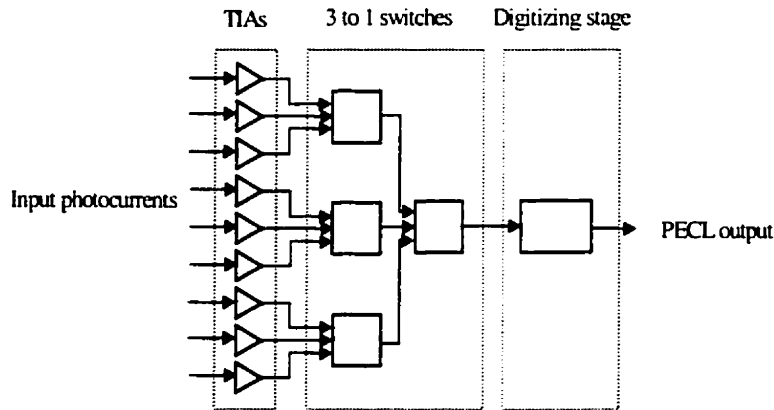 TIAs
3 to 1 switches
Digitizing stage
Input photocurrents
PECL output